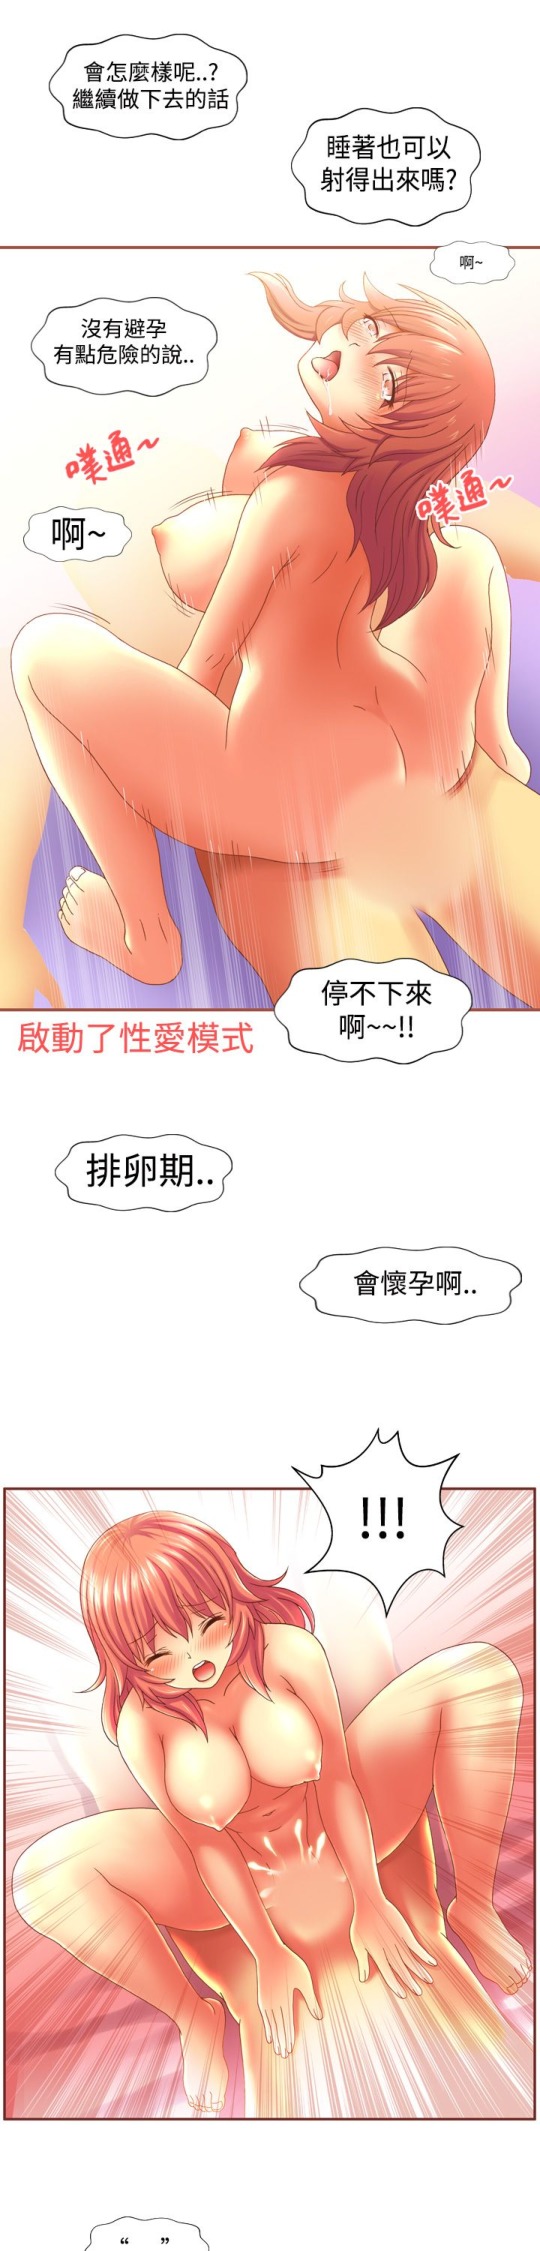 會怎麼樣呢..?
繼續做下去的話
睡著也可以
射得出來嗎?
啊~
沒有避孕
有点危險的說..
噗通~
噗通~
啊~
停不下來
啊~~!!
啟動了性愛模式
排卵期..
會懷孕啊..
!!!
“ ”